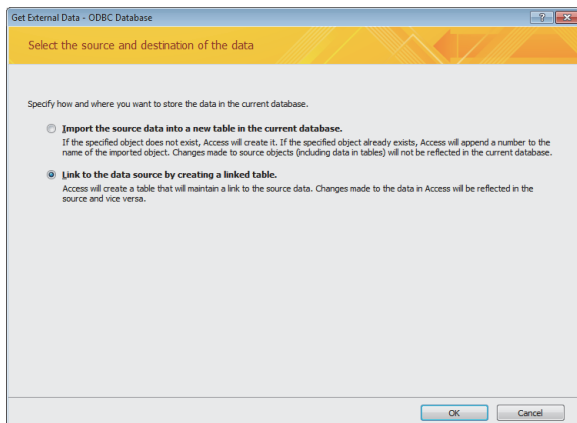 Get External Data - ODBC Database
Select the source and destination of the data
Specify how and where you want to store the data in the current database.
Import the source data into a new table in the current database.
If the specified object does not exist, Access will create it. If the specified object already exists, Access will append a number to the
name of the imported object. Changes made to source objects (including data in tables) will not be reflected in the current database.
Link to the data source by creating a linked table.
Access will create a table that will maintain a link to the source data. Changes made to the data in Access will be reflected in the
source and vice versa.
OK Cancel